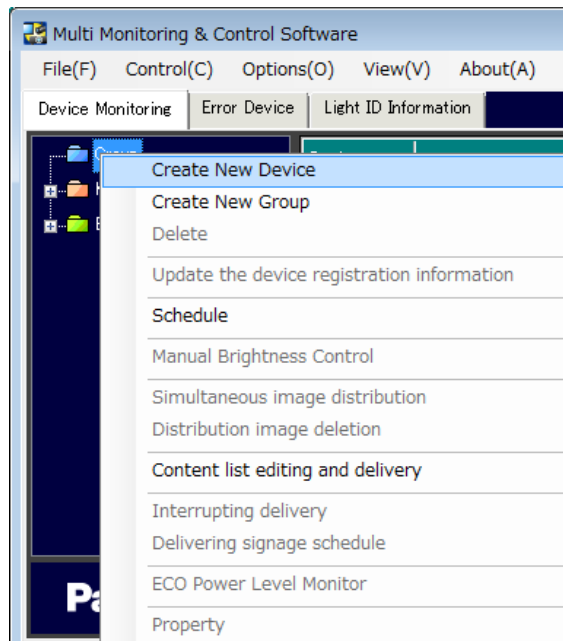 Multi Monitoring & Control Software
File(F) Control(C) Options(O) View(V) About(A)
Device Monitoring Error Device Light ID Information
Create New Device
Create New Group
Delete
Update the device registration information
Schedule
Manual Brightness Control
Simultaneous image distribution
Distribution image deletion
Content list editing and delivery
Interrupting delivery
Delivering signage schedule
ECO Power Level Monitor
Property